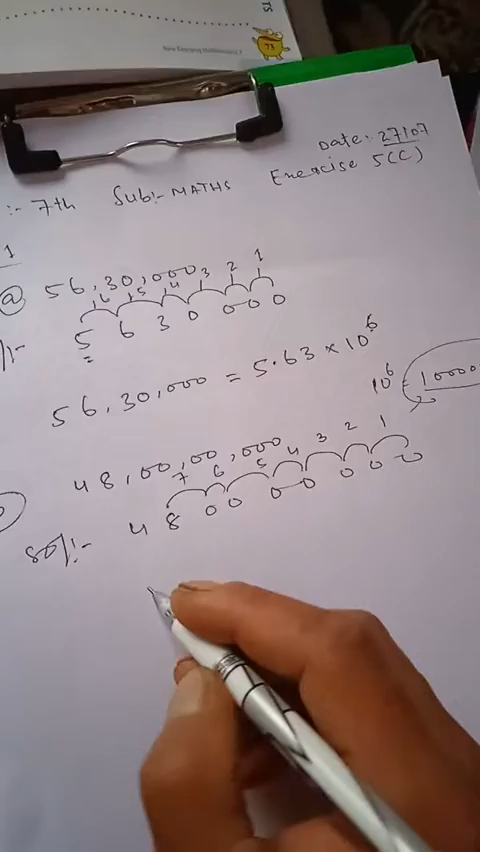 TS
73
New Learning Mathematics 7
Date:- 27/07
:- 7th Sub:- MATHS Exercise 5(C)
1
a 56,30,000
6 5 4 3 2 1
5 6 3 0 0 0 0
56,30,000 = 5.63 × 10⁶
10⁶ = 10000
48,00,00,000
7 6 5 4 3 2 1
Sol:- 4 8 0 0 0 0 0 0 0